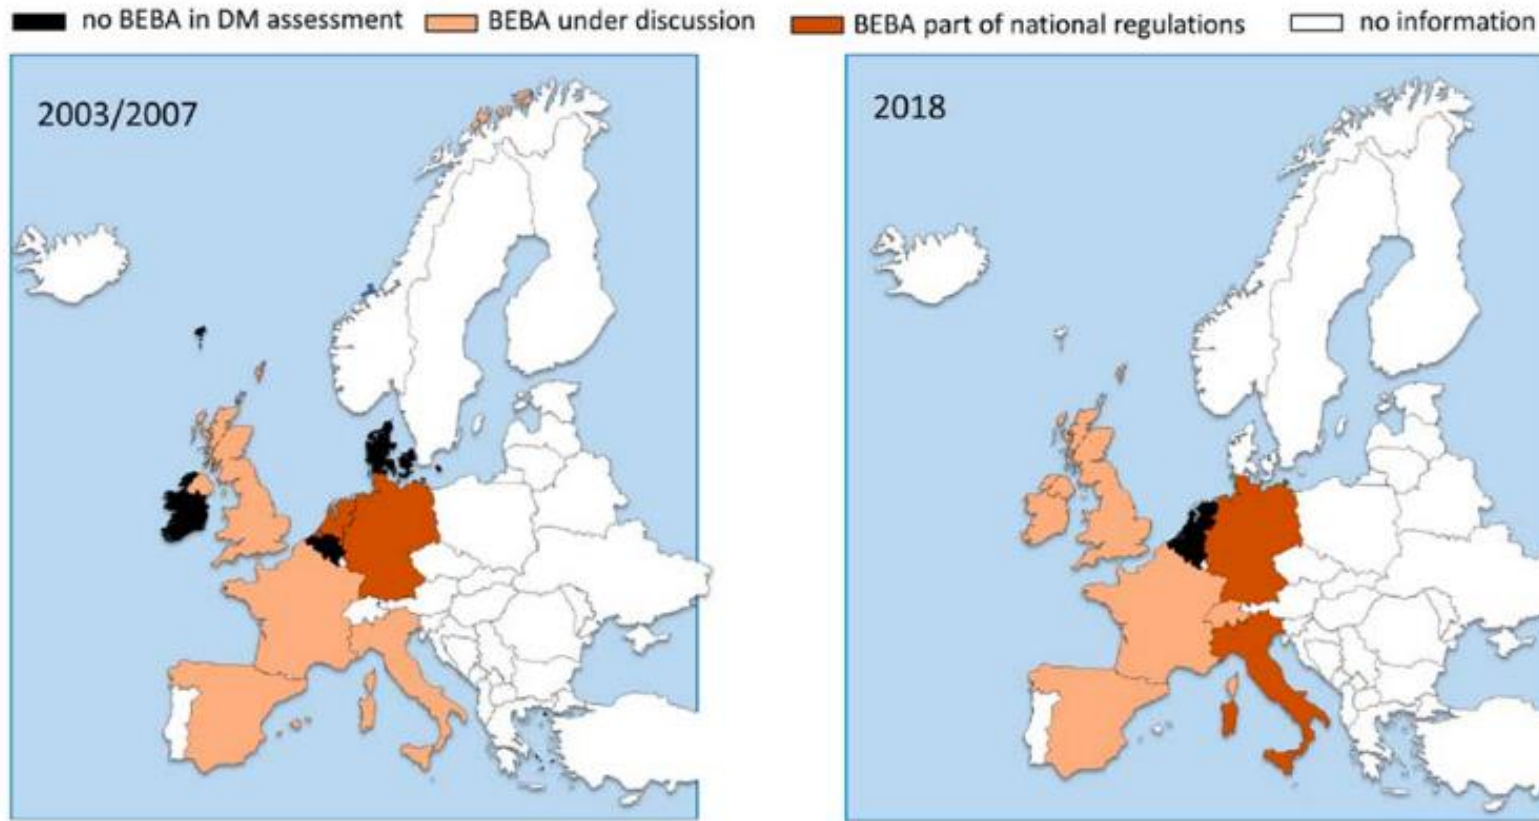 no BEBA in DM assessment BEBA under discussion BEBA part of national regulations no information
2003/2007
2018